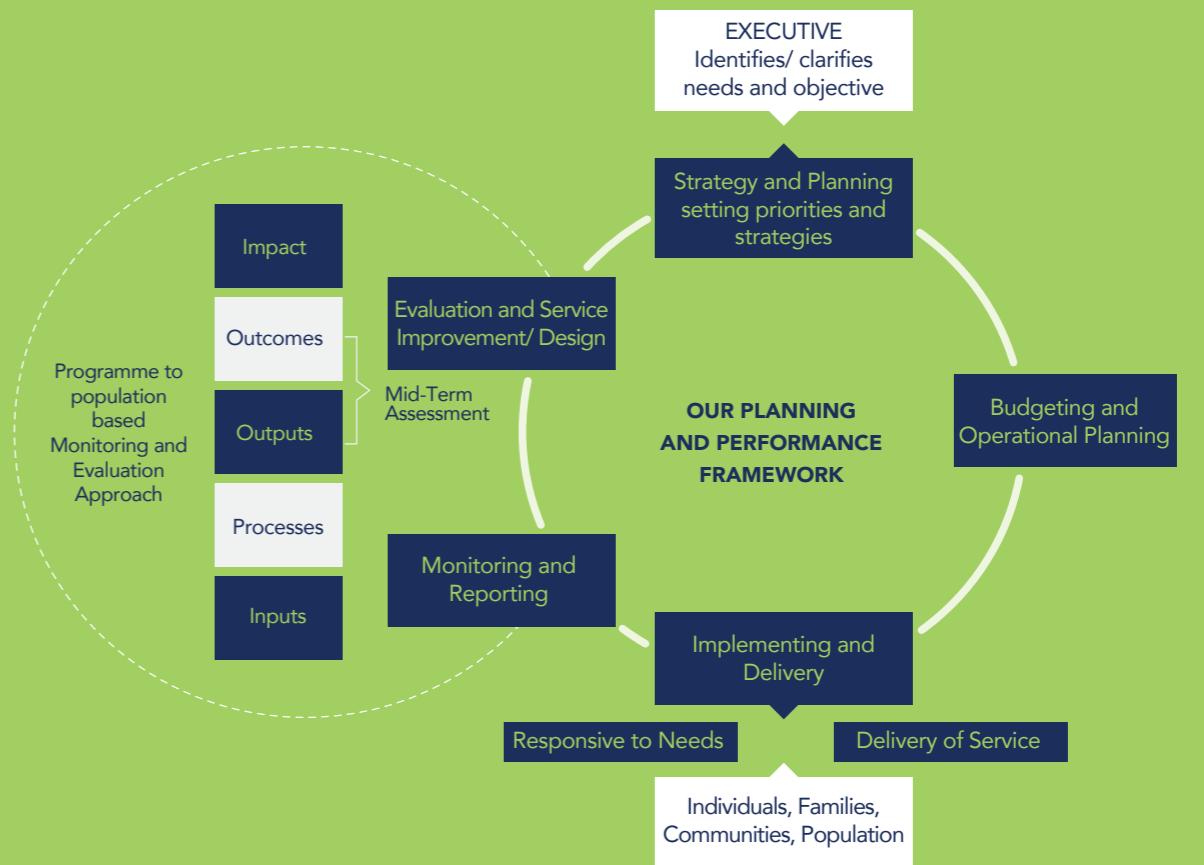 EXECUTIVE
Identifies/ clarifies
needs and objective
Strategy and Planning
setting priorities and
strategies
Impact
Outcomes
Outputs
Processes
Inputs
Programme to
population
based
Monitoring and
Evaluation
Approach
Mid-Term
Assessment
Evaluation and Service
Improvement/ Design
OUR PLANNING
AND PERFORMANCE
FRAMEWORK
Budgeting and
Operational Planning
Monitoring and
Reporting
Implementing and
Delivery
Responsive to Needs
Delivery of Service
Individuals, Families,
Communities, Population